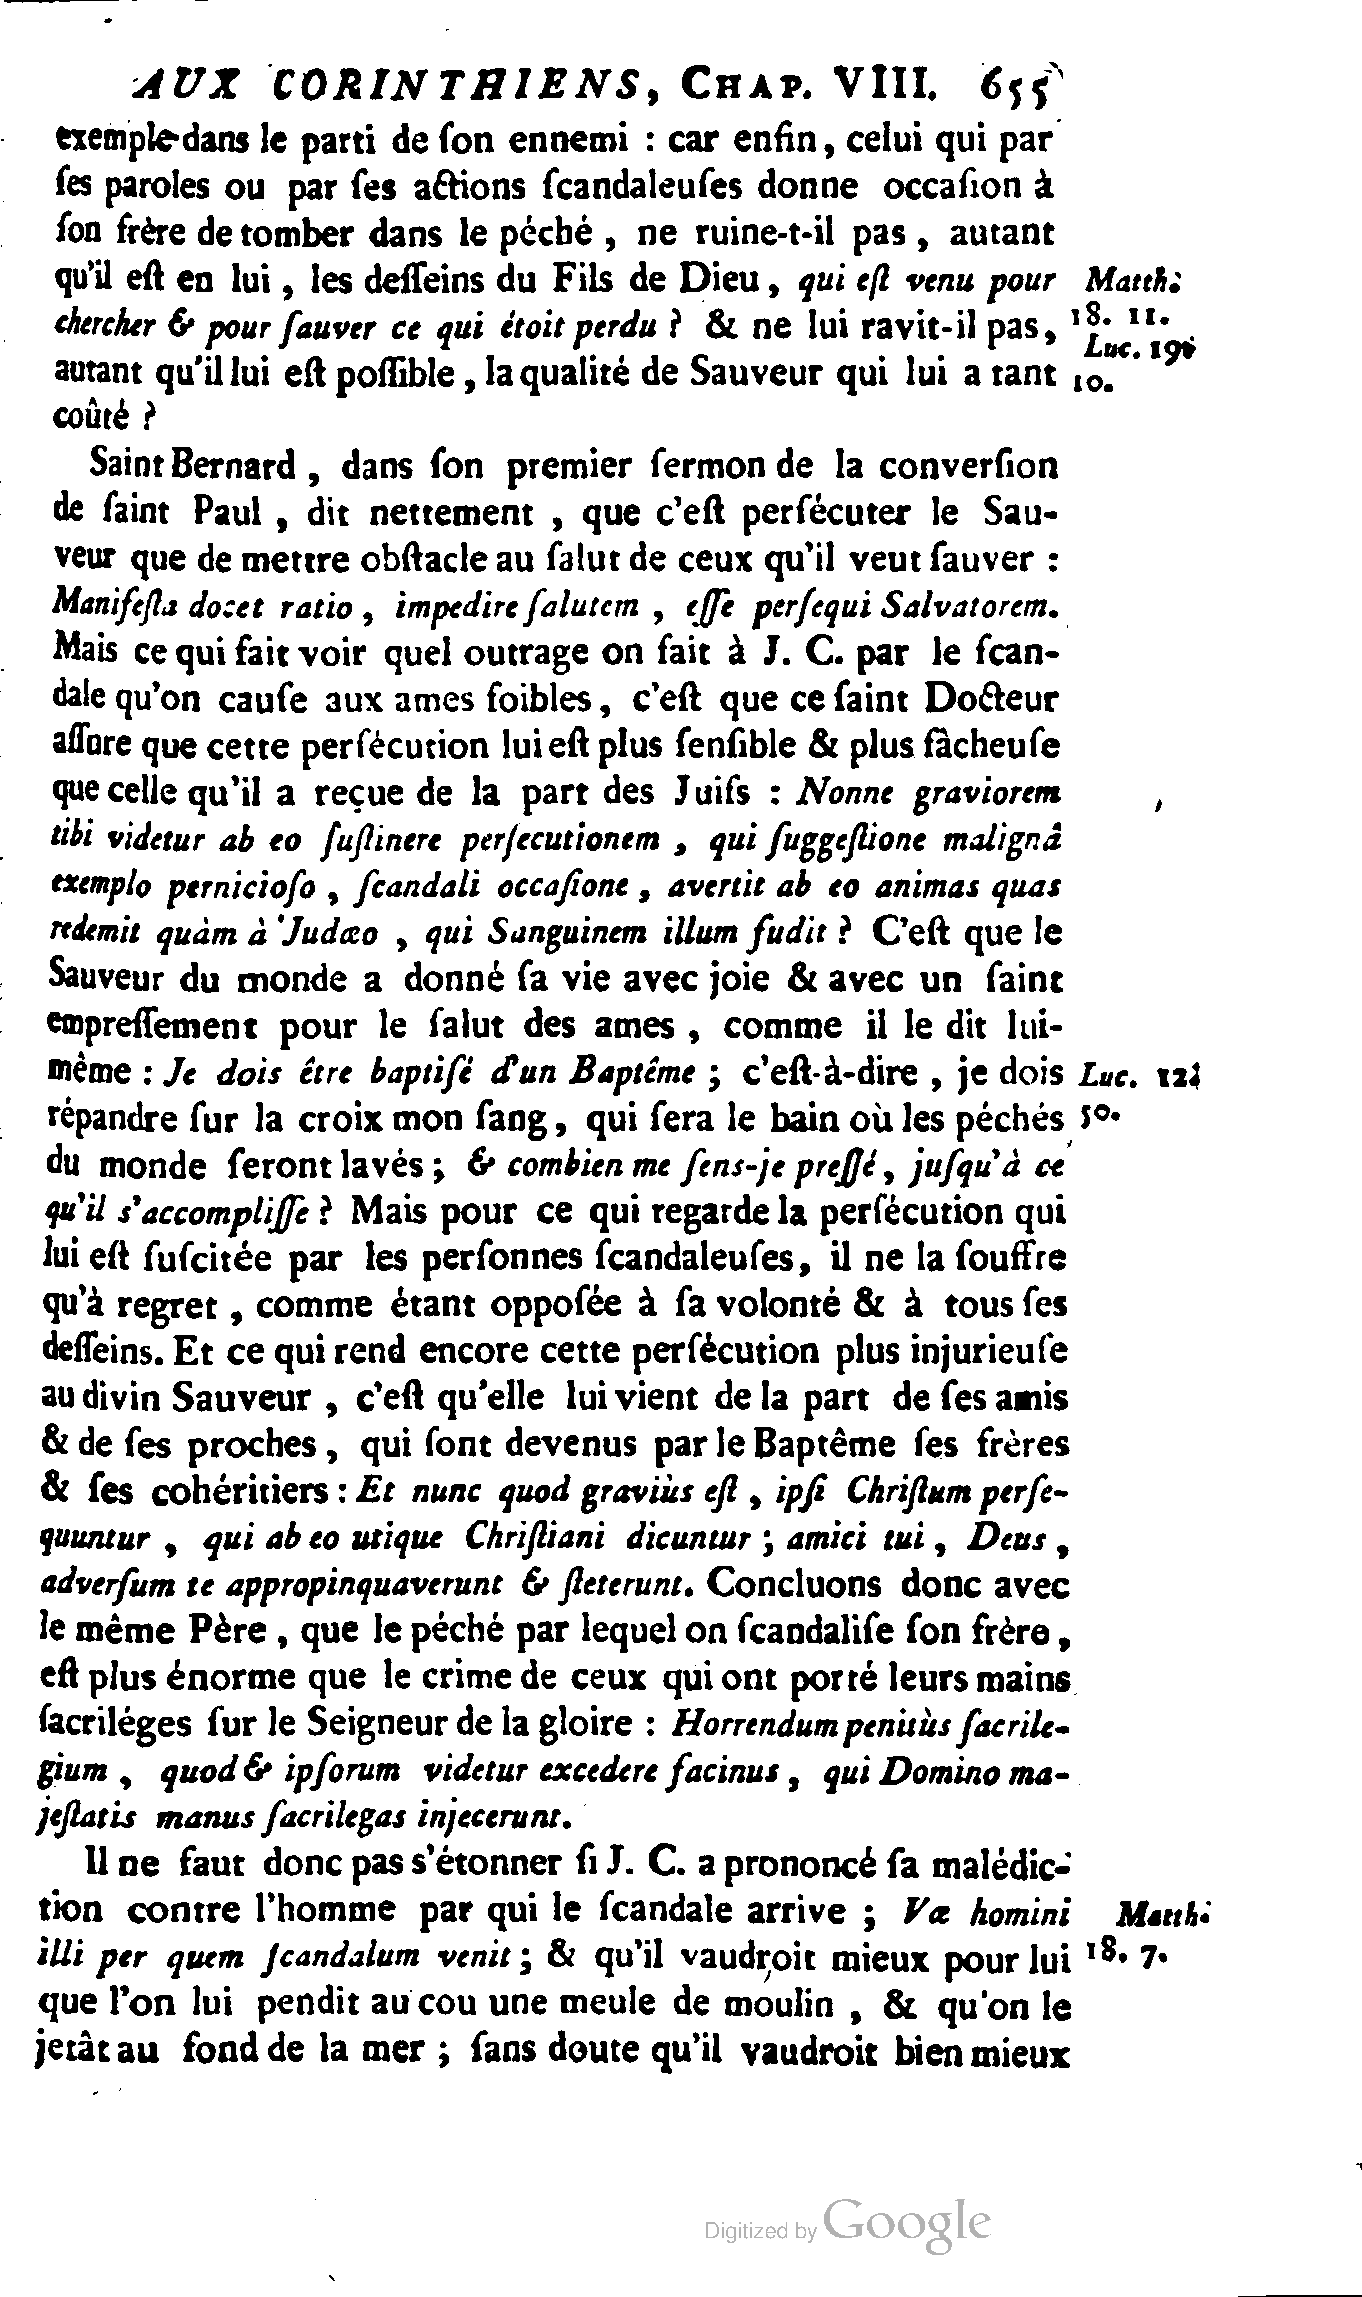 AUX CORINTHIENS, CHAP. VIII. 655
exemple dans le parti de ſon ennemi : car enfin, celui qui par
ſes paroles ou par ſes actions ſcandaleuſes donne occaſion à
ſon frère de tomber dans le péché , ne ruine-t-il pas , autant
qu'il eſt en lui , les deſſeins du Fils de Dieu , qui eſt venu pour
Matth.
chercher & pour ſauver ce qui étoit perdu ? & ne lui ravit-il pas,
18. 11.
Luc. 19.
autant qu'il lui eſt poſſible , la qualité de Sauveur qui lui a tant
10.
coûté ?
Saint Bernard , dans ſon premier ſermon de la converſion
de ſaint Paul , dit nettement , que c'eſt perſécuter le Sau-
veur que de mettre obſtacle au ſalut de ceux qu'il veut ſauver :
Manifeſta docet ratio , impedire ſalutem , eſſe perſequi Salvatorem.
Mais ce qui fait voir quel outrage on fait à J. C. par le ſcan-
dale qu'on cauſe aux ames foibles, c'eſt que ce ſaint Docteur
aſſure que cette perſécution lui eſt plus ſenſible & plus fâcheuſe
que celle qu'il a reçue de la part des Juifs : Nonne graviorem
tibi videtur ab eo ſuſtinere perſecutionem , qui ſuggeſtione malignâ
exemplo pernicioſo , ſcandali occaſione , avertit ab eo animas quas
redemit quàm à Judæo , qui Sanguinem illum fudit ? C'eſt que le
Sauveur du monde a donné ſa vie avec joie & avec un ſaint
empreſſement pour le ſalut des ames , comme il le dit lui-
même : Je dois être baptiſé d'un Baptême ; c'eſt-à-dire , je dois
Luc. 12.
répandre ſur la croix mon ſang, qui ſera le bain où les péchés
50.
du monde ſeront lavés ; & combien me ſens-je preſſé, juſqu'à ce
qu'il s'accompliſſe ? Mais pour ce qui regarde la perſécution qui
lui eſt ſuſcitée par les perſonnes ſcandaleuſes, il ne la ſouffre
qu'à regret , comme étant oppoſée à ſa volonté & à tous ſes
deſſeins. Et ce qui rend encore cette perſécution plus injurieuſe
au divin Sauveur , c'eſt qu'elle lui vient de la part de ſes amis
& de ſes proches , qui ſont devenus par le Baptême ſes frères
& ſes cohéritiers : Et nunc quod graviùs eſt , ipſi Chriſtum perſe-
quuntur , qui ab eo utique Chriſtiani dicuntur ; amici tui , Deus ,
adverſum te appropinquaverunt & ſteterunt. Concluons donc avec
le même Père , que le péché par lequel on ſcandaliſe ſon frère ,
eſt plus énorme que le crime de ceux qui ont porté leurs mains
ſacriléges ſur le Seigneur de la gloire : Horrendum penitùs ſacrile-
gium , quod & ipſorum videtur excedere facinus , qui Domino ma-
jeſtatis manus ſacrilegas injecerunt.
Il ne faut donc pas s'étonner ſi J. C. a prononcé ſa malédic-
tion contre l'homme par qui le ſcandale arrive ; Væ homini
Matth.
illi per quem ſcandalum venit ; & qu'il vaudroit mieux pour lui
18. 7.
que l'on lui pendit au cou une meule de moulin , & qu'on le
jetât au fond de la mer ; ſans doute qu'il vaudroit bien mieux
Digitized by Google